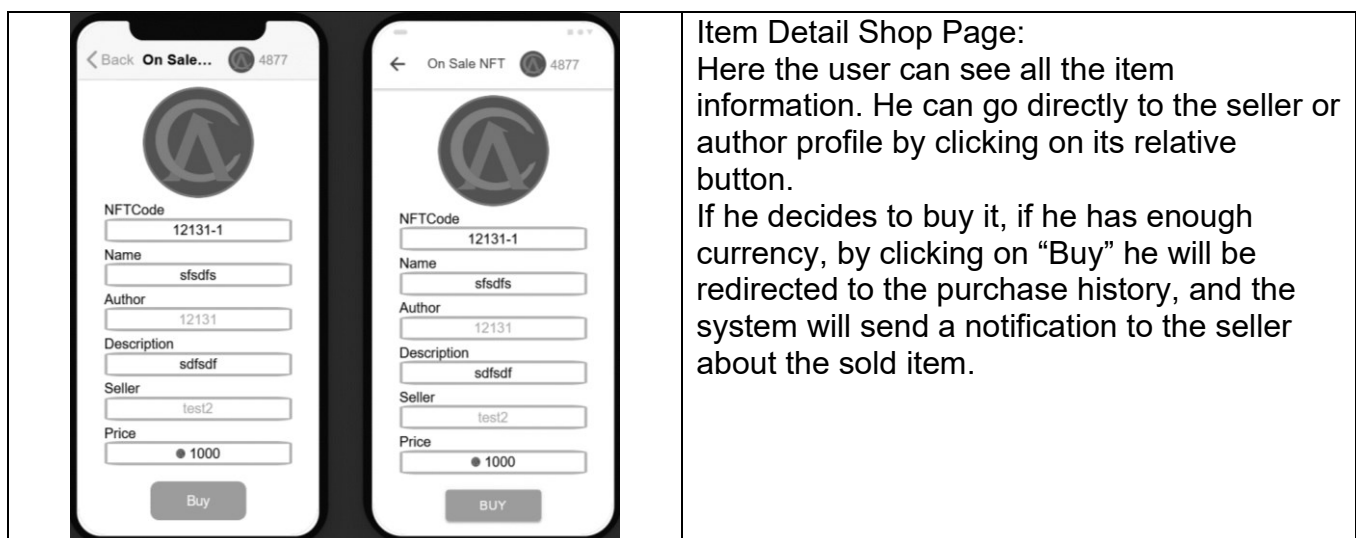 Back On Sale... 4877
NFTCode
12131-1
Name
sfsdfs
Author
12131
Description
sdfsdf
Seller
test2
Price
1000
Buy
On Sale NFT 4877
NFTCode
12131-1
Name
sfsdfs
Author
12131
Description
sdfsdf
Seller
test2
Price
1000
BUY
Item Detail Shop Page:
Here the user can see all the item
information. He can go directly to the seller or
author profile by clicking on its relative
button.
If he decides to buy it, if he has enough
currency, by clicking on “Buy” he will be
redirected to the purchase history, and the
system will send a notification to the seller
about the sold item.